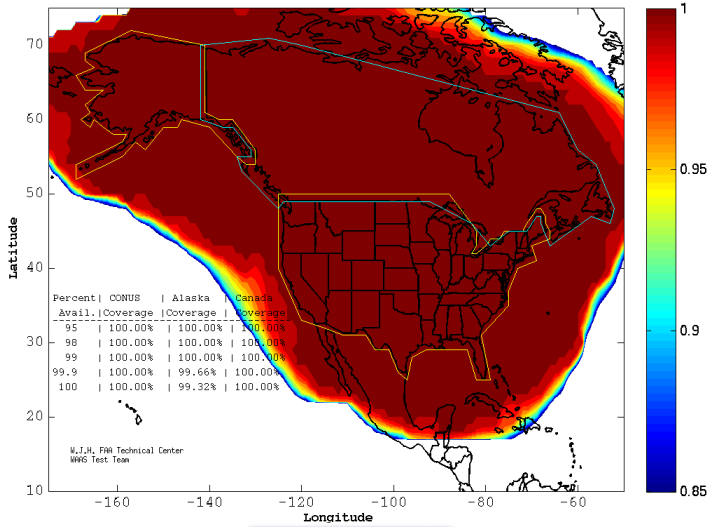 70
60
50
40
30
20
10
Latitude
-160
-140
-120
-100
-80
-60
Longitude
1
0.95
0.9
0.85
Percent| CONUS | Alaska | Canada
Avail.|Coverage |Coverage | Coverage
95 | 100.00% | 100.00% | 100.00%
98 | 100.00% | 100.00% | 100.00%
99 | 100.00% | 100.00% | 100.00%
99.9 | 100.00% | 99.66% | 100.00%
100 | 100.00% | 99.32% | 100.00%
W.J.H. FAA Technical Center
WAAS Test Team